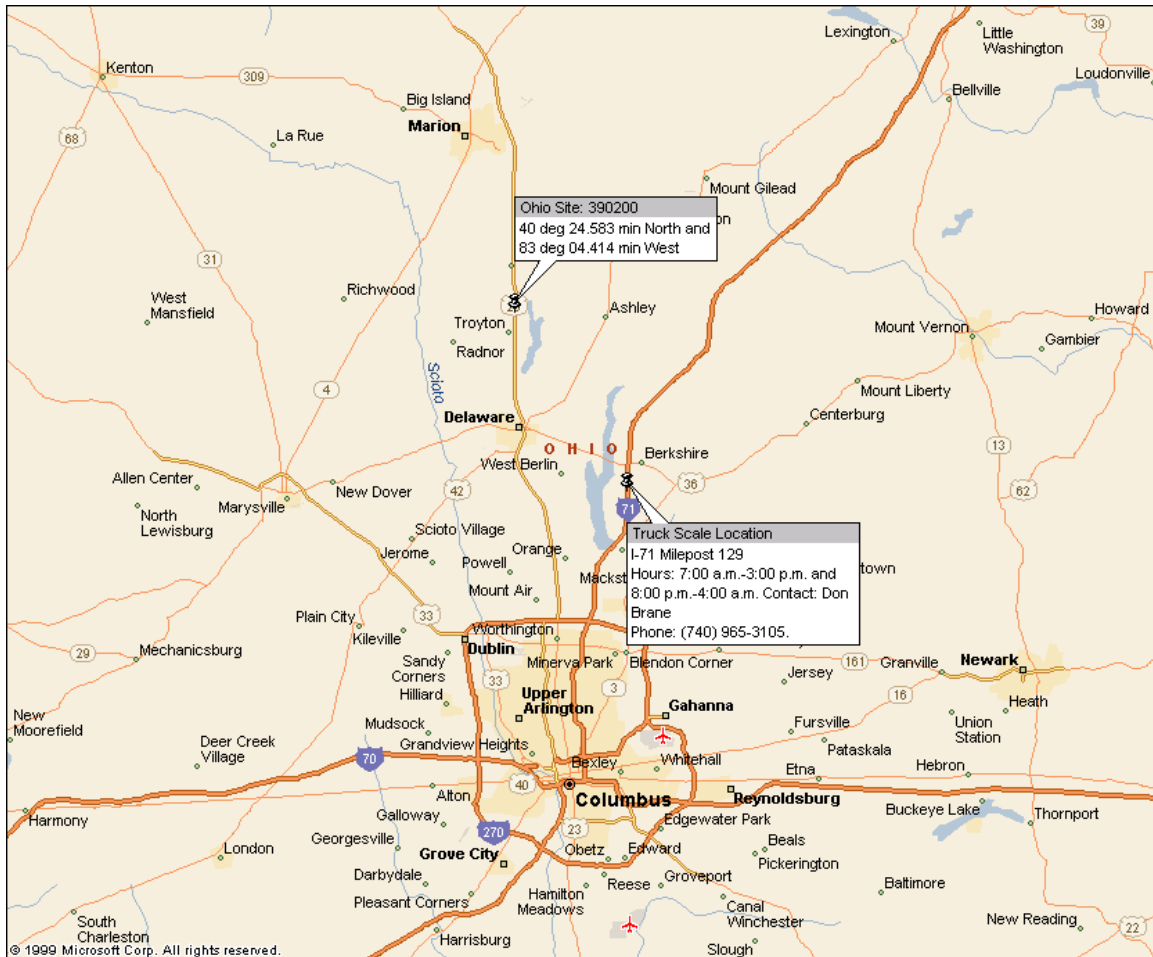 39
Lexington
Little
Washington
Kenton
309
Loudonville
Bellville
Big Island
Marion
68
La Rue
Mount Gilead
Ohio Site: 390200
40 deg 24.583 min North and
83 deg 04.414 min West
on
31
West
Mansfield
Richwood
Ashley
Howard
Troyton
Mount Vernon
Gambier
Radnor
Scioto
4
Mount Liberty
Delaware
Centerburg
OHIO
13
Berkshire
West Berlin
Allen Center
New Dover
42
36
62
Marysville
North
Lewisburg
71
Truck Scale Location
I-71 Milepost 129
Hours: 7:00 a.m.-3:00 p.m. and
8:00 p.m.-4:00 a.m. Contact: Don
Brane
Phone: (740) 965-3105.
Scioto Village
Orange
Jerome
Powell
Mackst
town
Mount Air
Plain City
33
Kileville
Worthington
Dublin
29
Mechanicsburg
Sandy
Corners
Minerva Park
Blendon Corner
161
Granville
Newark
33
3
Jersey
16
Hilliard
Upper
Arlington
Gahanna
Heath
New
Moorefield
Mudsock
Fursville
Union
Station
Deer Creek
Village
Grandview Heights
Pataskala
70
Bexley
Whitehall
Etna
Hebron
40
Alton
Columbus
Reynoldsburg
Buckeye Lake
Harmony
Galloway
Thornport
270
23
Edgewater Park
Georgesville
Beals
London
Grove City
Obetz
Edward
Pickerington
Darbydale
Reese
Groveport
Baltimore
Pleasant Corners
Hamilton
Meadows
Canal
Winchester
South
Charleston
New Reading
22
Harrisburg
Slough
© 1999 Microsoft Corp. All rights reserved.